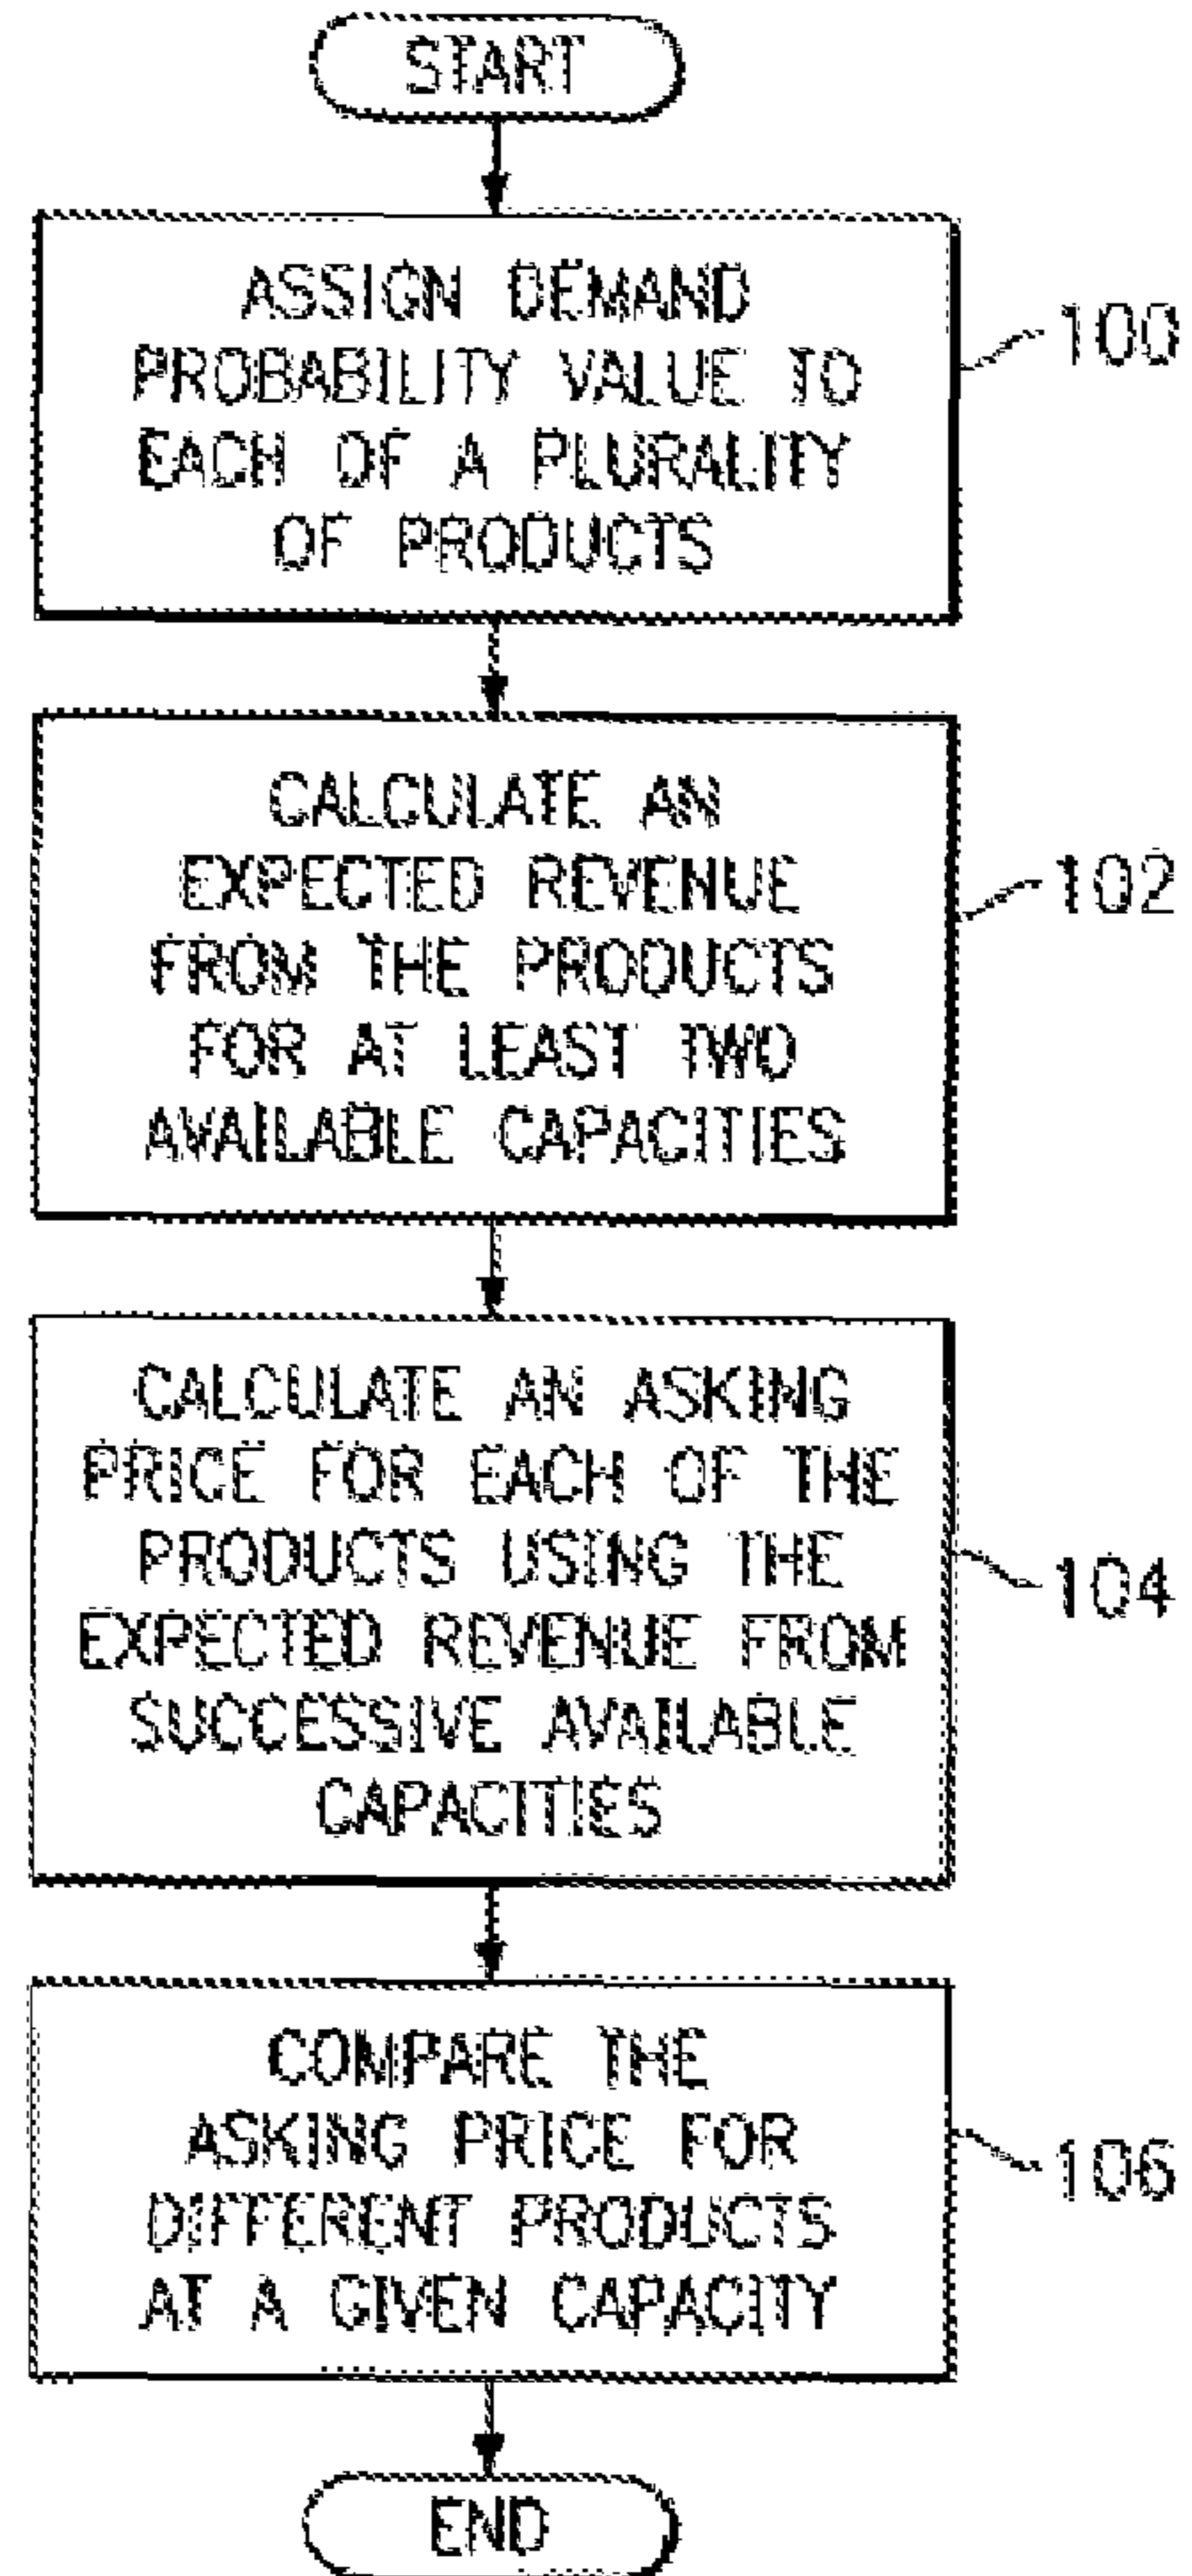 START
ASSIGN DEMAND
PROBABILITY VALUE TO
EACH OF A PLURALITY
OF PRODUCTS
100
CALCULATE AN
EXPECTED REVENUE
FROM THE PRODUCTS
FOR AT LEAST TWO
AVAILABLE CAPACITIES
102
CALCULATE AN ASKING
PRICE FOR EACH OF THE
PRODUCTS USING THE
EXPECTED REVENUE FROM
SUCCESSIVE AVAILABLE
CAPACITIES
104
COMPARE THE
ASKING PRICE FOR
DIFFERENT PRODUCTS
AT A GIVEN CAPACITY
106
END